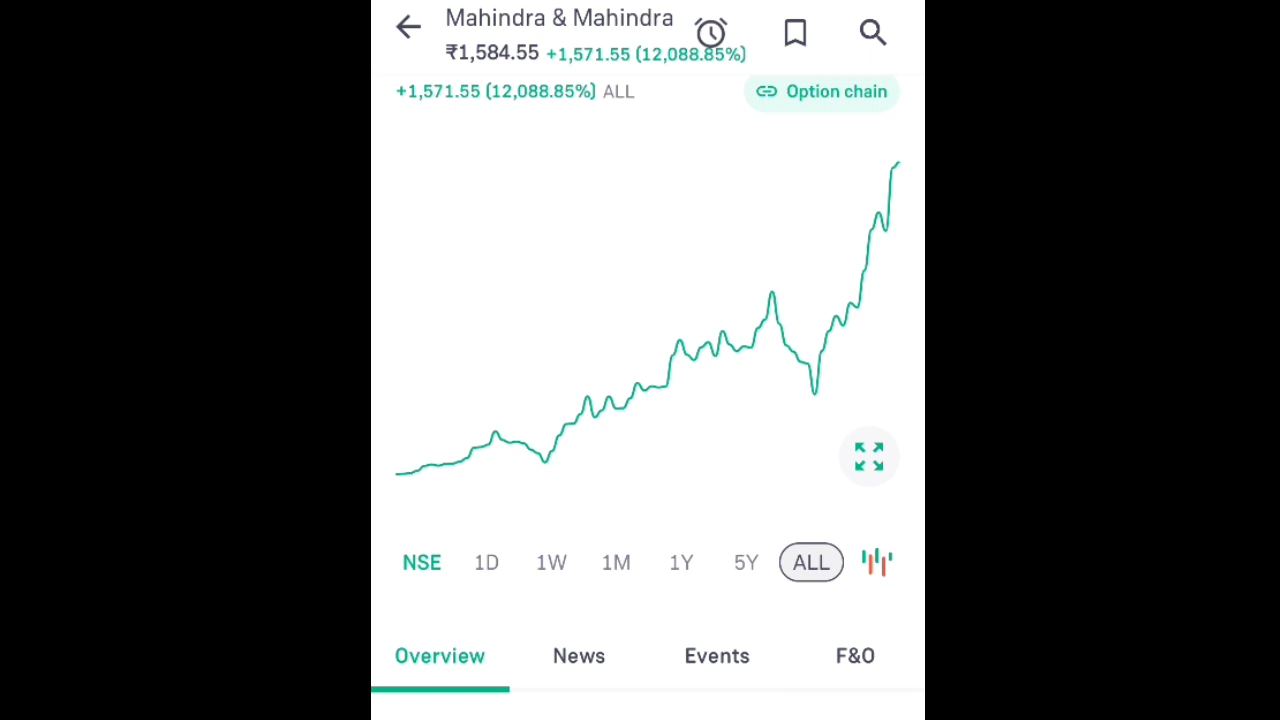 Mahindra & Mahindra
₹1,584.55 +1,571.55 (12,088.85%)
+1,571.55 (12,088.85%) ALL
Option chain
NSE 1D 1W 1M 1Y 5Y ALL
Overview News Events F&O